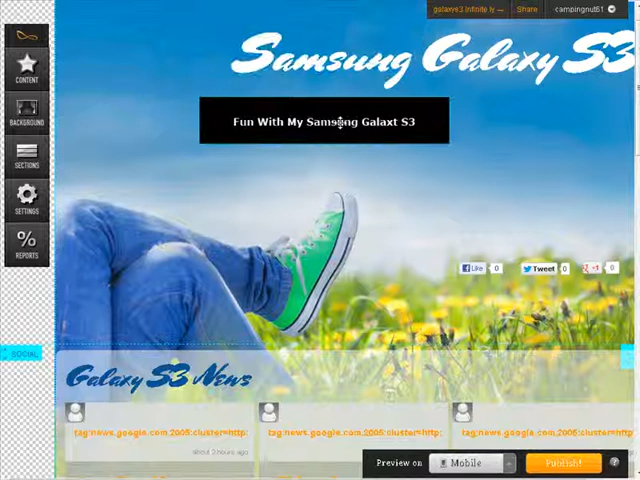 galaxys3.infinite.ly —
Share
campingnut61
Samsung Galaxy S3
CONTENT
BACKGROUND
SECTIONS
SETTINGS
% REPORTS
Fun With My Samsung Galaxt S3
Like 0
Tweet 0
+1 0
SOCIAL
Galaxy S3 News
tag:news.google.com,2005:cluster=http:
tag:news.google.com,2005:cluster=http:
tag:news.google.com,2005:cluster=http:
about 2 hours ago
Preview on
Mobile
Publish!
?